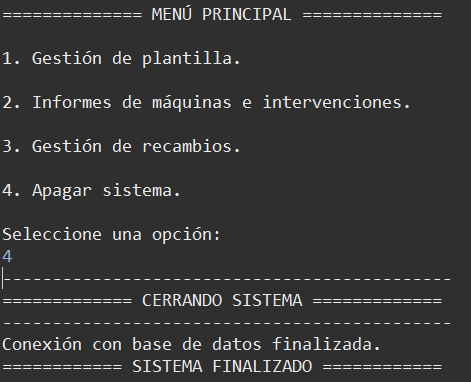 ============== MENÚ PRINCIPAL ==============
1. Gestión de plantilla.
2. Informes de máquinas e intervenciones.
3. Gestión de recambios.
4. Apagar sistema.
Seleccione una opción:
4
---------------------------------------------
============= CERRANDO SISTEMA =============
---------------------------------------------
Conexión con base de datos finalizada.
============ SISTEMA FINALIZADO ============